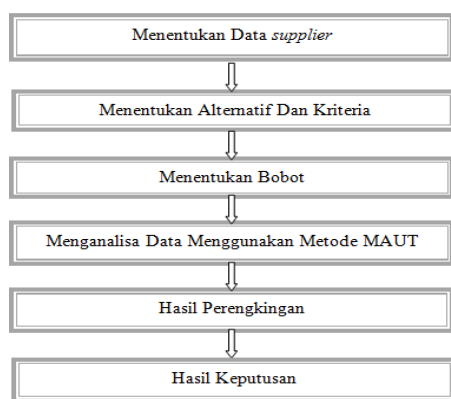 Menentukan Data supplier
Menentukan Alternatif Dan Kriteria
Menentukan Bobot
Menganalisa Data Menggunakan Metode MAUT
Hasil Perengkingan
Hasil Keputusan